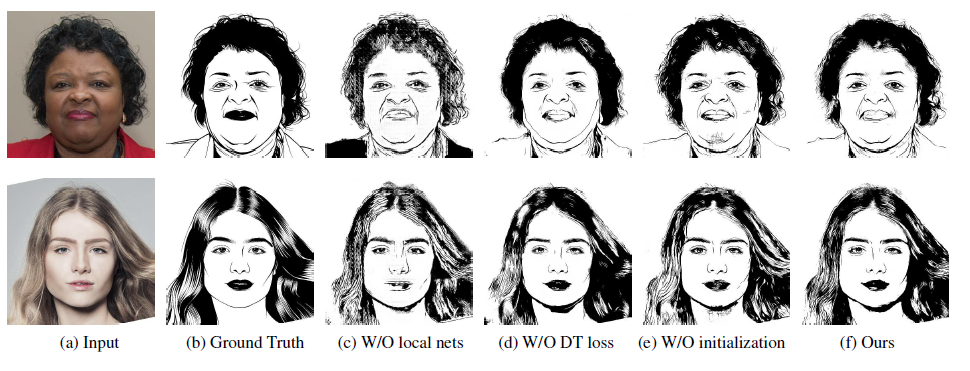 (a) Input (b) Ground Truth (c) W/O local nets (d) W/O DT loss (e) W/O initialization (f) Ours